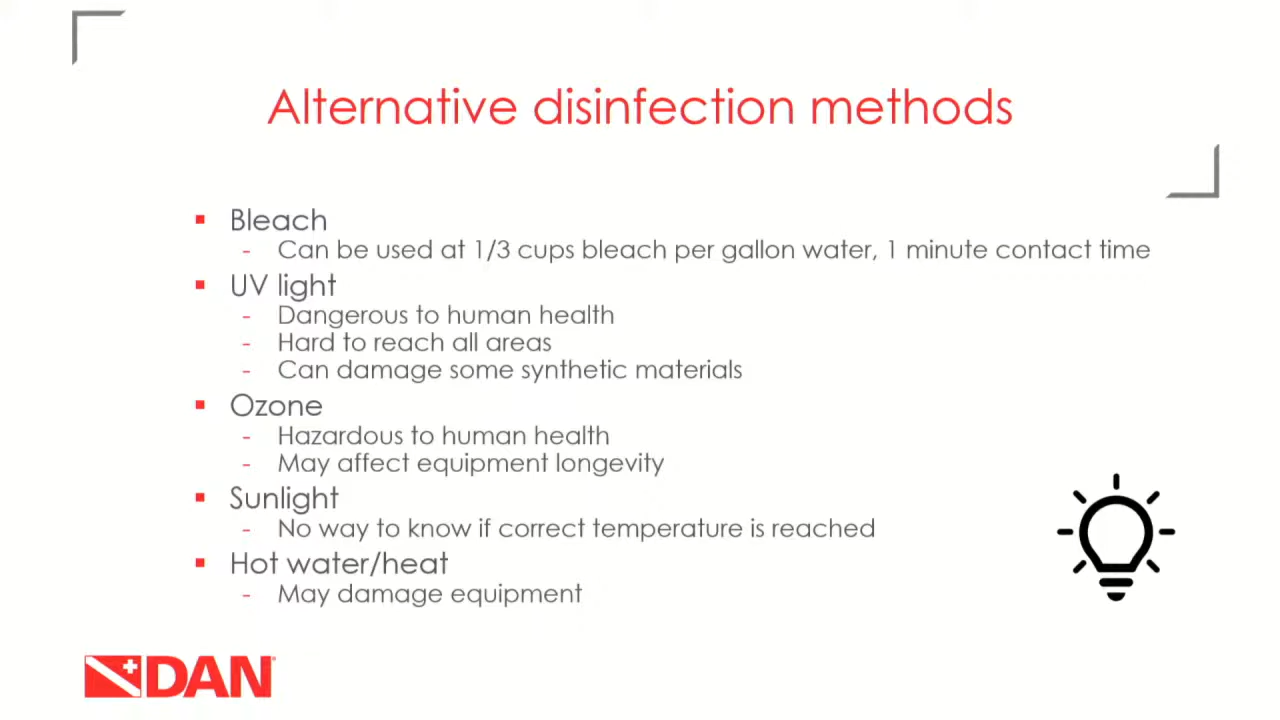 Alternative disinfection methods
▪ Bleach
- Can be used at 1/3 cups bleach per gallon water, 1 minute contact time
▪ UV light
- Dangerous to human health
- Hard to reach all areas
- Can damage some synthetic materials
▪ Ozone
- Hazardous to human health
- May affect equipment longevity
▪ Sunlight
- No way to know if correct temperature is reached
▪ Hot water/heat
- May damage equipment
DAN